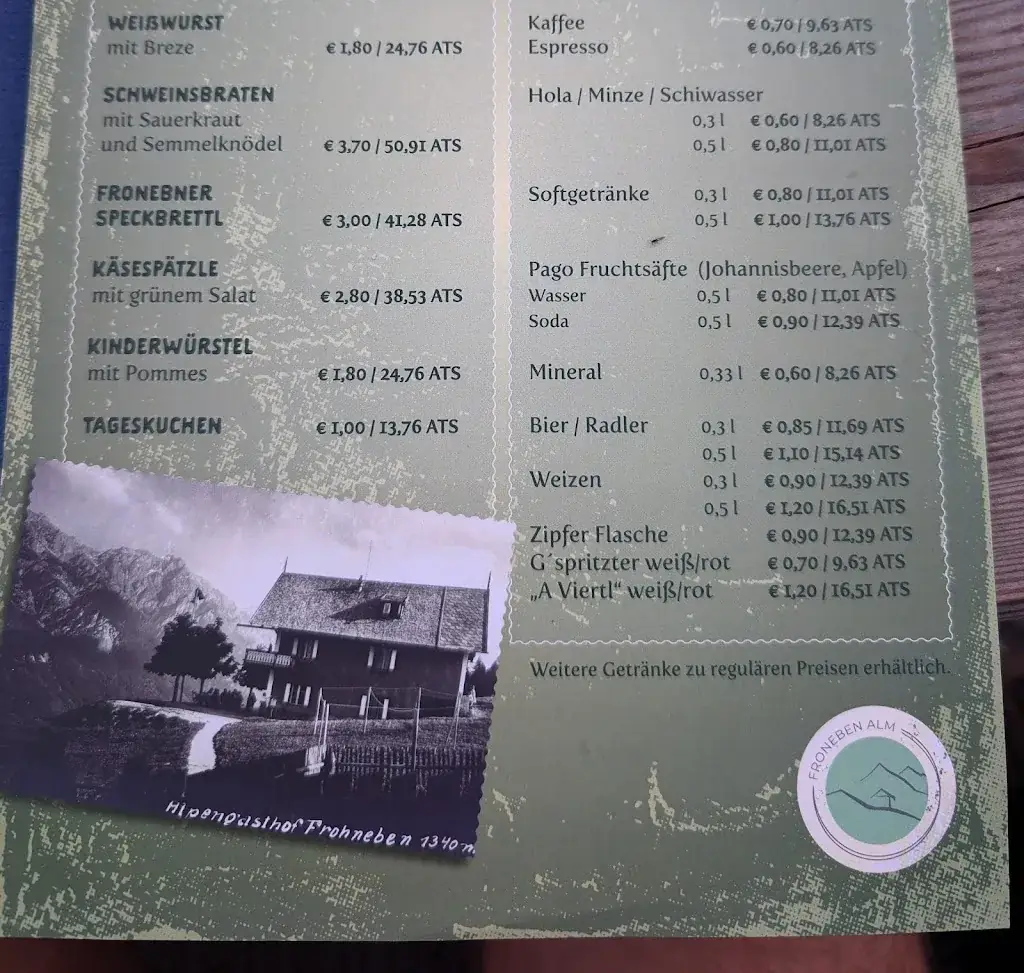 WEIßWURST
mit Breze € 1,80 / 24,76 ATS
SCHWEINSBRATEN
mit Sauerkraut
und Semmelknödel € 3,70 / 50,91 ATS
FRONEBNER
SPECKBRETTL € 3,00 / 41,28 ATS
KÄSESPÄTZLE
mit grünem Salat € 2,80 / 38,53 ATS
KINDERWÜRSTEL
mit Pommes € 1,80 / 24,76 ATS
TAGESKUCHEN € 1,00 / 13,76 ATS
Alpengasthof Frohneben 1340 m.
Kaffee € 0,70 / 9,63 ATS
Espresso € 0,60 / 8,26 ATS
Hola / Minze / Schiwasser
0,3 l € 0,60 / 8,26 ATS
0,5 l € 0,80 / 11,01 ATS
Softgetränke 0,3 l € 0,80 / 11,01 ATS
0,5 l € 1,00 / 13,76 ATS
Pago Fruchtsäfte (Johannisbeere, Apfel)
Wasser 0,5 l € 0,80 / 11,01 ATS
Soda 0,5 l € 0,90 / 12,39 ATS
Mineral 0,33 l € 0,60 / 8,26 ATS
Bier / Radler 0,3 l € 0,85 / 11,69 ATS
0,5 l € 1,10 / 15,14 ATS
Weizen 0,3 l € 0,90 / 12,39 ATS
0,5 l € 1,20 / 16,51 ATS
Zipfer Flasche € 0,90 / 12,39 ATS
G´spritzter weiß/rot € 0,70 / 9,63 ATS
„A Viertl“ weiß/rot € 1,20 / 16,51 ATS
Weitere Getränke zu regulären Preisen erhältlich.
FRONEBEN ALM